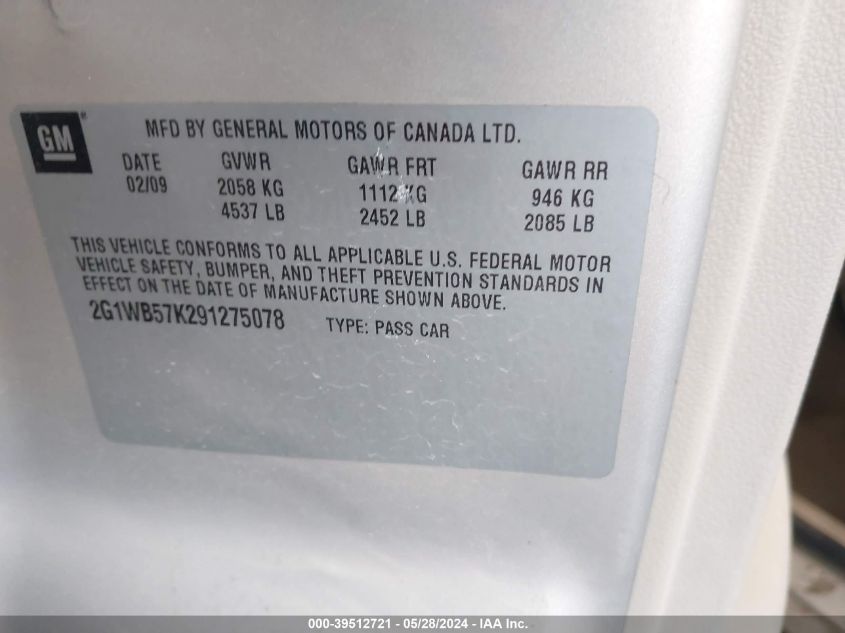 GM
MFD BY GENERAL MOTORS OF CANADA LTD.
DATE GVWR GAWR FRT GAWR RR
02/09 2058 KG 1112 KG 946 KG
4537 LB 2452 LB 2085 LB
THIS VEHICLE CONFORMS TO ALL APPLICABLE U.S. FEDERAL MOTOR
VEHICLE SAFETY, BUMPER, AND THEFT PREVENTION STANDARDS IN
EFFECT ON THE DATE OF MANUFACTURE SHOWN ABOVE.
2G1WB57K291275078 TYPE: PASS CAR
000-39512721 - 05/28/2024 - IAA Inc.